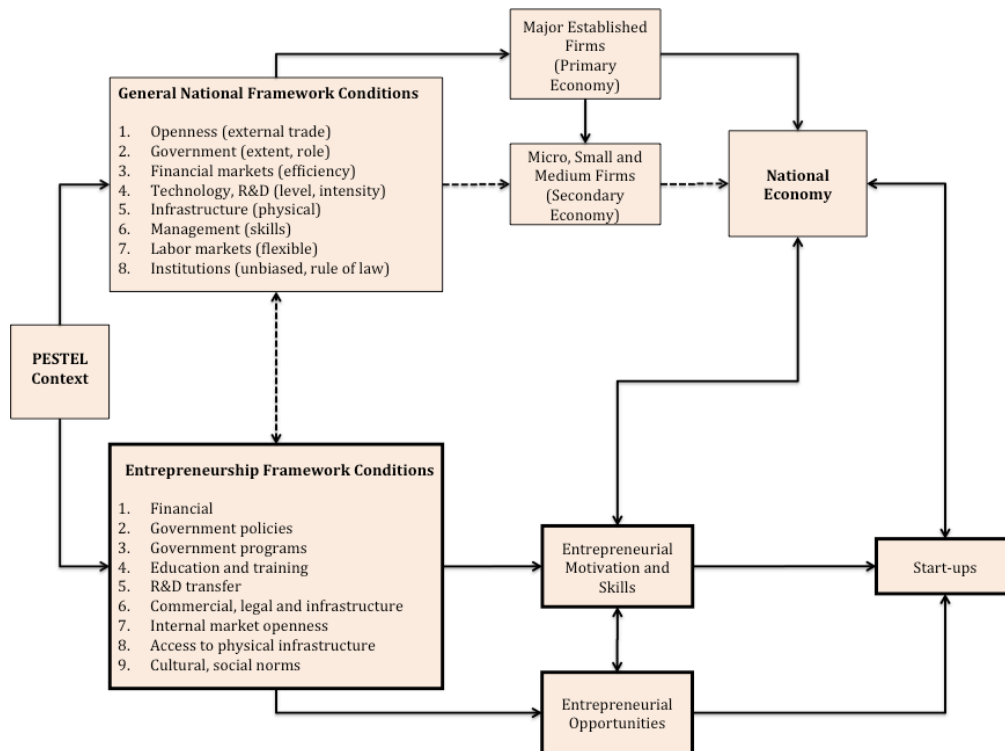 Major Established
Firms
(Primary
Economy)
General National Framework Conditions
1. Openness (external trade)
2. Government (extent, role)
3. Financial markets (efficiency)
4. Technology, R&D (level, intensity)
5. Infrastructure (physical)
6. Management (skills)
7. Labor markets (flexible)
8. Institutions (unbiased, rule of law)
Micro, Small and
Medium Firms
(Secondary
Economy)
National
Economy
PESTEL
Context
Entrepreneurship Framework Conditions
1. Financial
2. Government policies
3. Government programs
4. Education and training
5. R&D transfer
6. Commercial, legal and infrastructure
7. Internal market openness
8. Access to physical infrastructure
9. Cultural, social norms
Entrepreneurial
Motivation and
Skills
Start-ups
Entrepreneurial
Opportunities